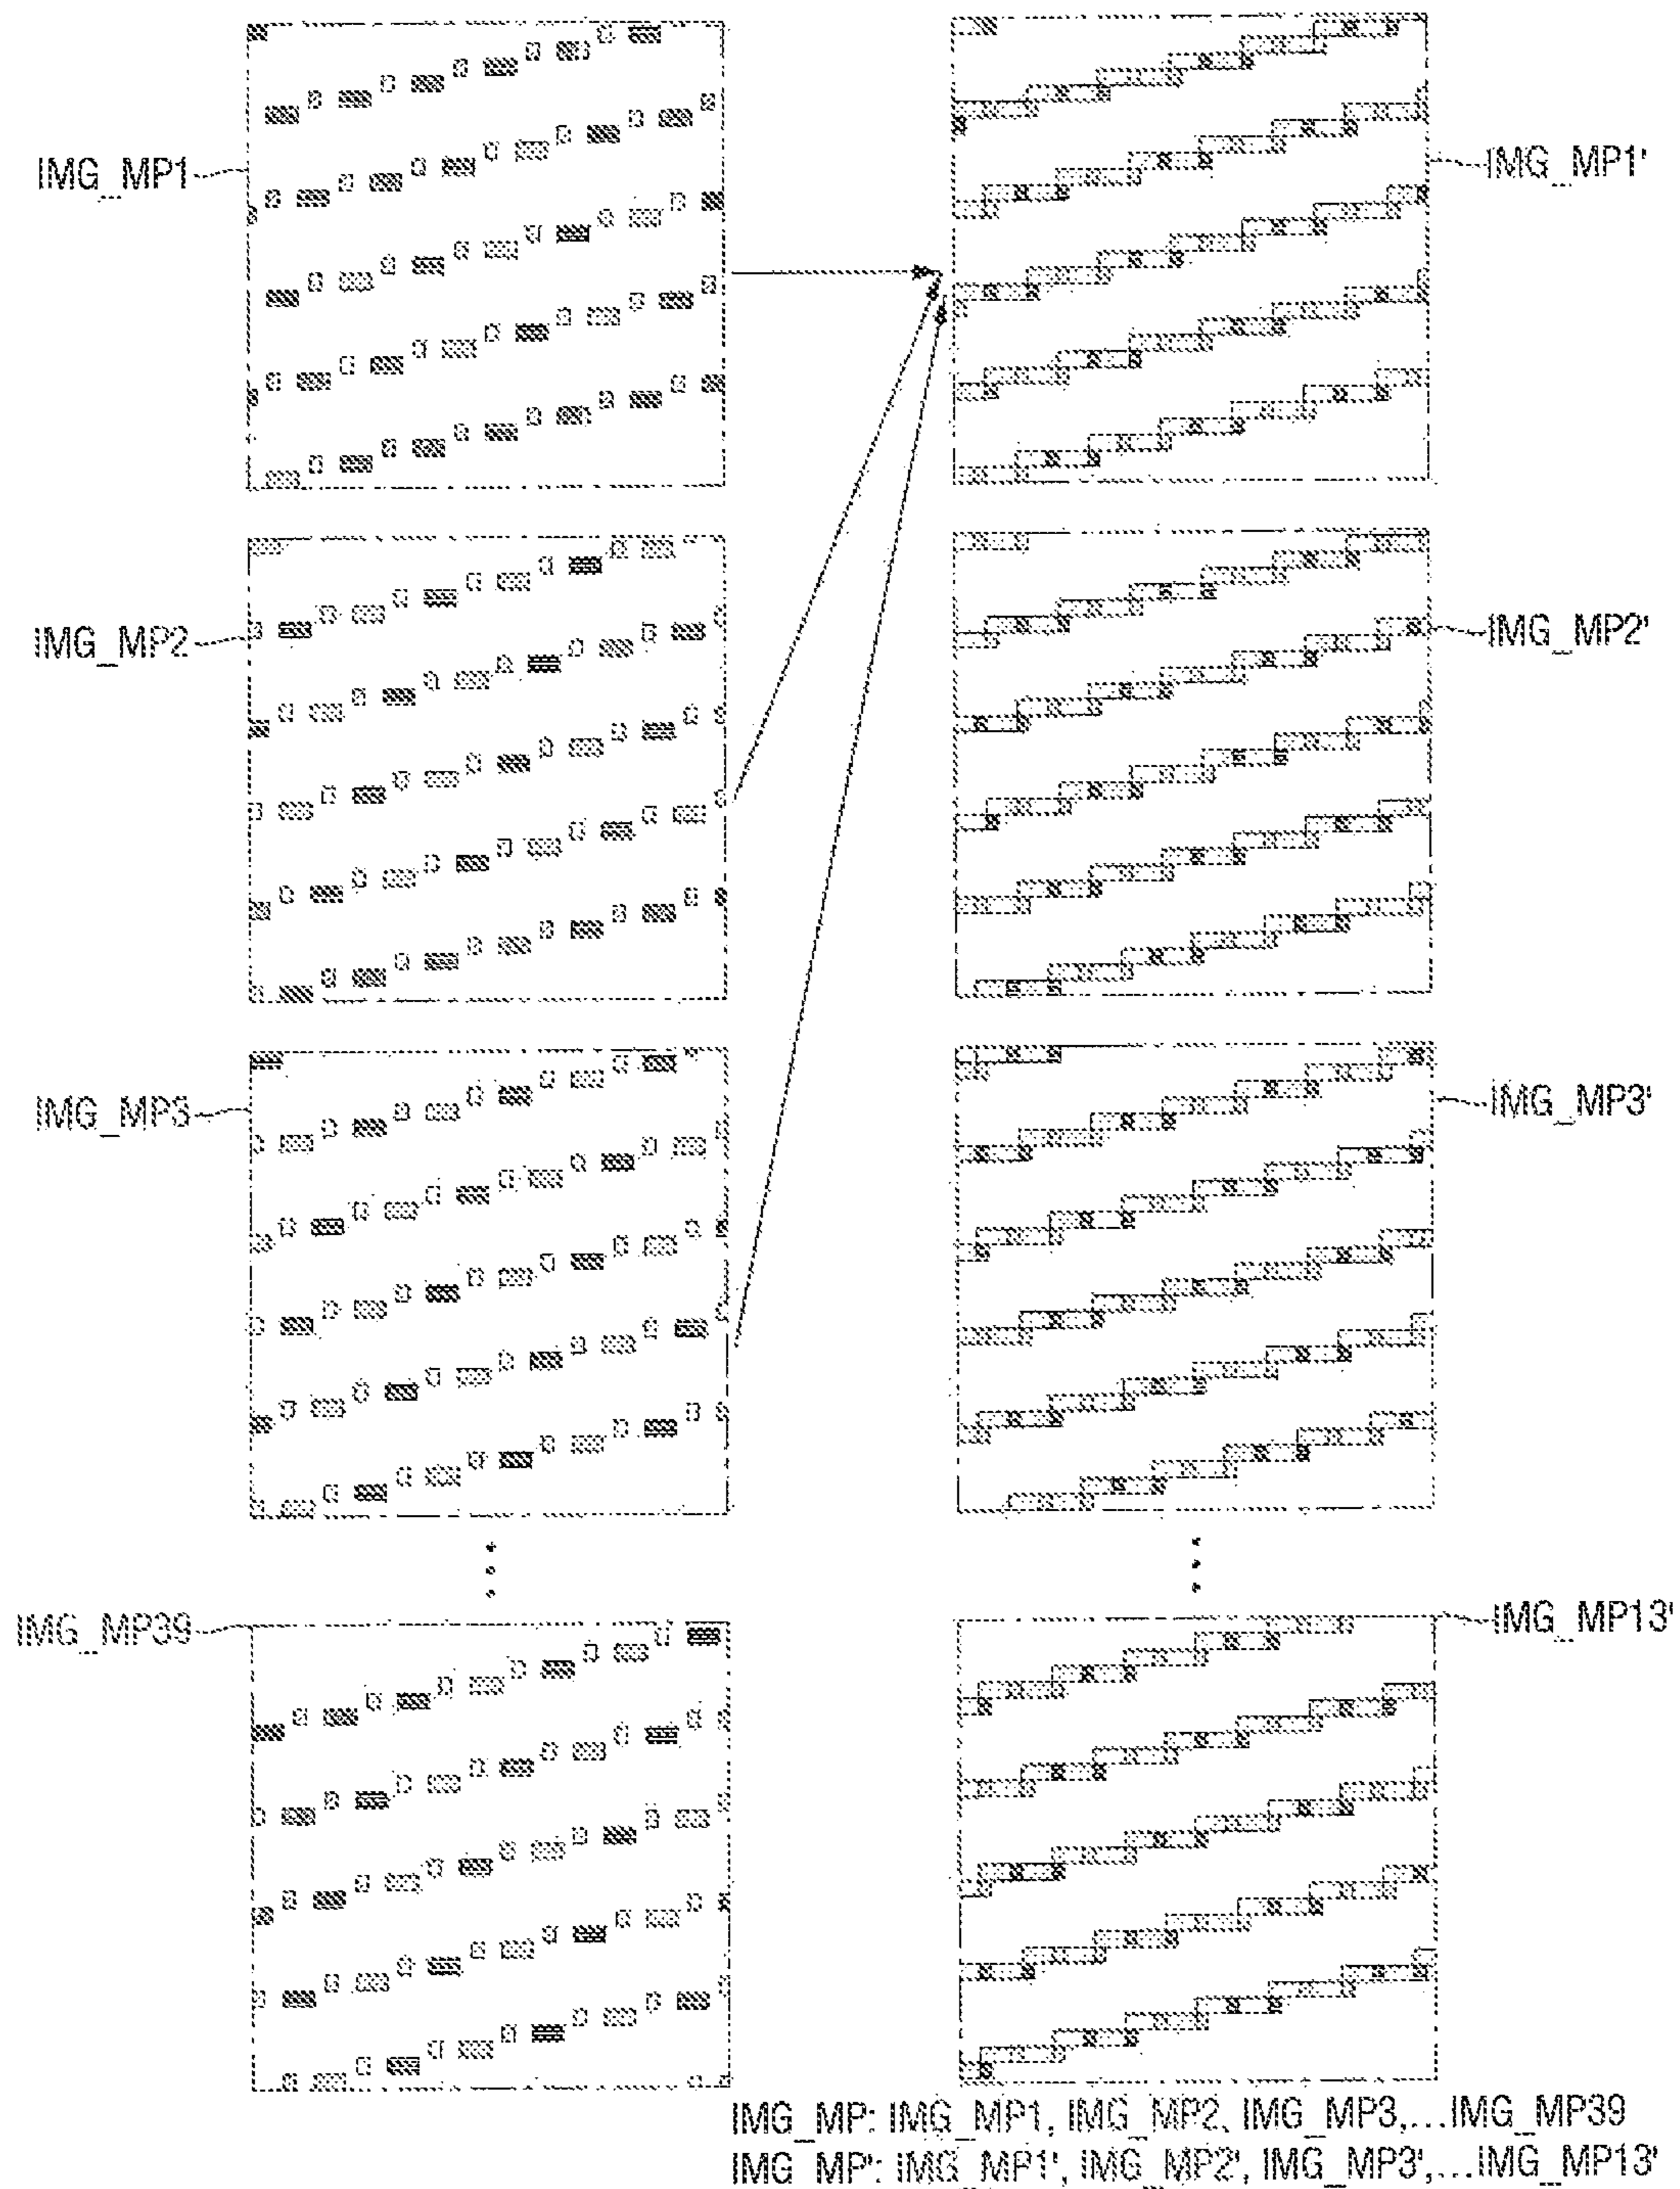 IMG_MP1
IMG_MP1'
IMG_MP2
IMG_MP2'
IMG_MP3
IMG_MP3'
IMG_MP39
IMG_MP13'
IMG_MP: IMG_MP1, IMG_MP2, IMG_MP3,...IMG_MP39
IMG_MP': IMG_MP1', IMG_MP2', IMG_MP3',...IMG_MP13'